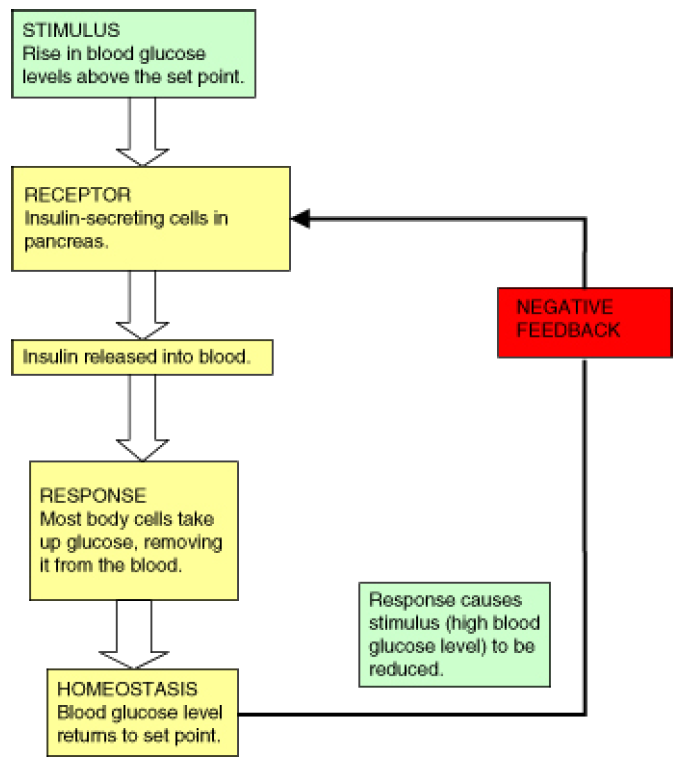 STIMULUS
Rise in blood glucose
levels above the set point.
RECEPTOR
Insulin-secreting cells in
pancreas.
NEGATIVE
FEEDBACK
Insulin released into blood.
RESPONSE
Most body cells take
up glucose, removing
it from the blood.
Response causes
stimulus (high blood
glucose level) to be
reduced.
HOMEOSTASIS
Blood glucose level
returns to set point.